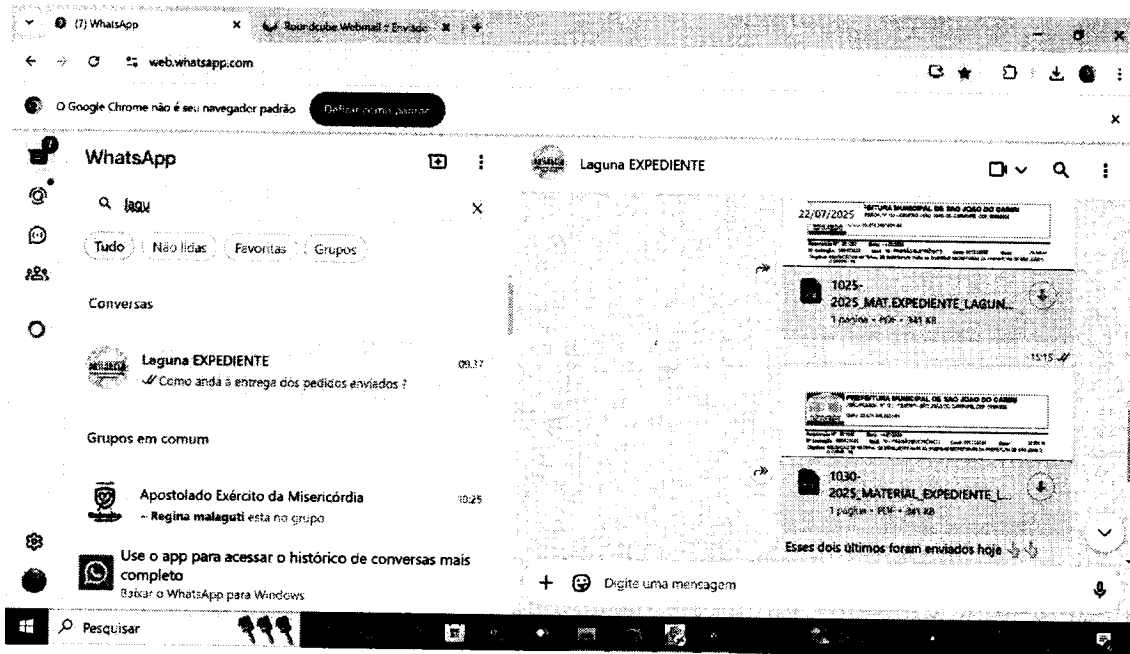 (7) WhatsApp
Roundcube Webmail :: Enviado
web.whatsapp.com
O Google Chrome não é seu navegador padrão
Definir como padrão
WhatsApp
lagu
Tudo
Não lidas
Favoritas
Grupos
Conversas
Laguna EXPEDIENTE
09:37
Como anda a entrega dos pedidos enviados ?
Grupos em comum
Apostolado Exército da Misericórdia
10:25
~ Regina malaguti está no grupo
Use o app para acessar o histórico de conversas mais
completo
Baixar o WhatsApp para Windows
Pesquisar
Laguna EXPEDIENTE
22/07/2025
PREFEITURA MUNICIPAL DE SAO JOAO DO CARIRI
1025-
2025_MAT.EXPEDIENTE_LAGUN...
1 página • PDF • 341 KB
15:15
PREFEITURA MUNICIPAL DE SAO JOAO DO CARIRI
1030-
2025_MATERIAL_EXPEDIENTE_L...
1 página • PDF • 341 KB
Esses dois últimos foram enviados hoje
Digite uma mensagem